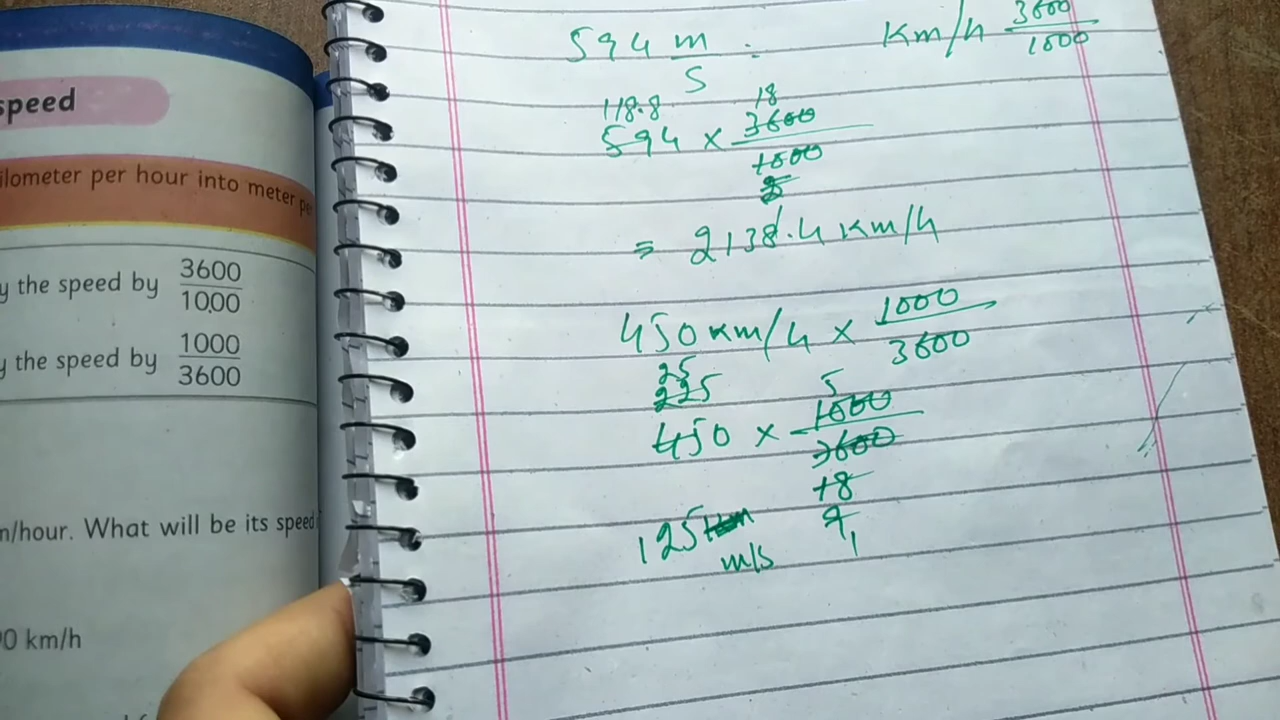 speed
ilometer per hour into meter pe
y the speed by 3600
1000
y the speed by 1000
3600
n/hour. What will be its speed
90 km/h
594 m
S
Km/h 3600
1000
118.8 18
594 × 3600
1000
5
= 2138.4 Km/h
450 Km/h × 1000
3600
25
225 5
450 × 1000
3600
18
9
1
125
m/s